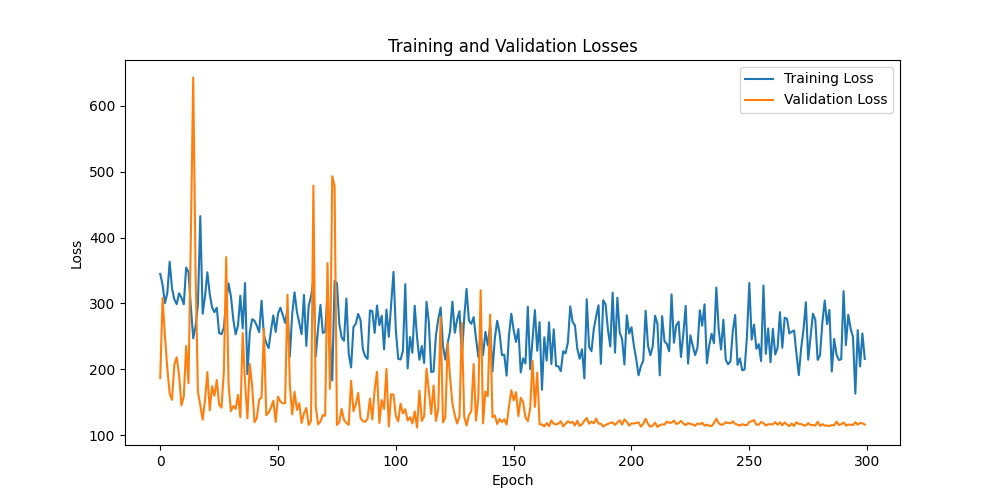 Training and Validation Losses
Training Loss
Validation Loss
600
500
400
300
200
100
Loss
0 50 100 150 200 250 300
Epoch